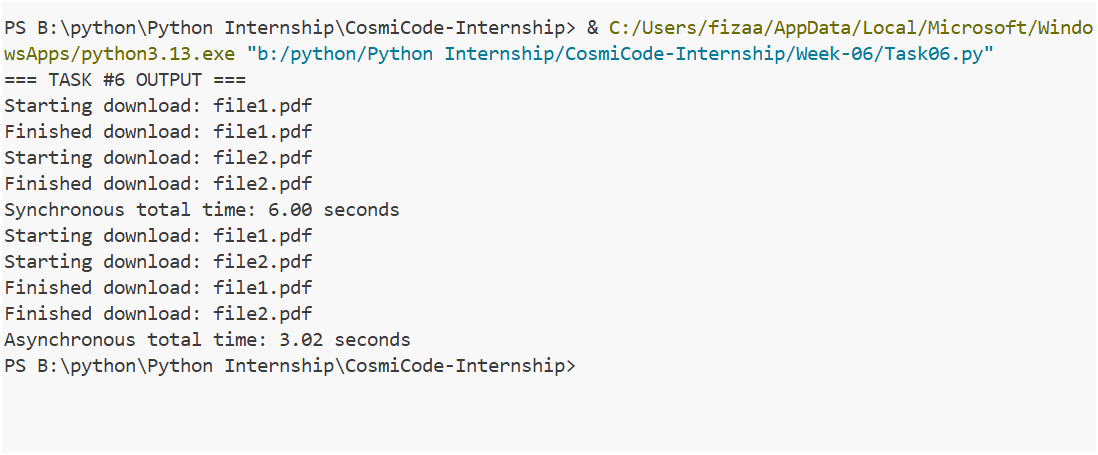 PS B:\python\Python Internship\CosmiCode-Internship> & C:/Users/fizaa/AppData/Local/Microsoft/Windo
wsApps/python3.13.exe "b:/python/Python Internship/CosmiCode-Internship/Week-06/Task06.py"
=== TASK #6 OUTPUT ===
Starting download: file1.pdf
Finished download: file1.pdf
Starting download: file2.pdf
Finished download: file2.pdf
Synchronous total time: 6.00 seconds
Starting download: file1.pdf
Starting download: file2.pdf
Finished download: file1.pdf
Finished download: file2.pdf
Asynchronous total time: 3.02 seconds
PS B:\python\Python Internship\CosmiCode-Internship>